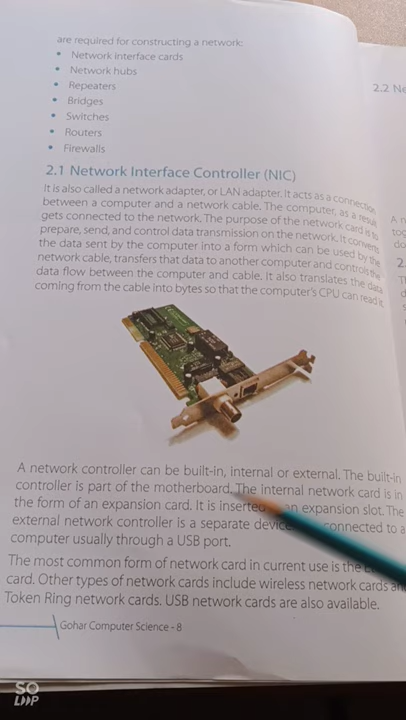 are required for constructing a network:
• Network interface cards
• Network hubs
• Repeaters
• Bridges
• Switches
• Routers
• Firewalls
2.1 Network Interface Controller (NIC)
It is also called a network adapter, or LAN adapter. It acts as a connection
between a computer and a network cable. The computer, as a result
gets connected to the network. The purpose of the network card is to
prepare, send, and control data transmission on the network. It converts
the data sent by the computer into a form which can be used by the
network cable, transfers that data to another computer and controls the
data flow between the computer and cable. It also translates the data
coming from the cable into bytes so that the computer's CPU can read it.
A network controller can be built-in, internal or external. The built-in
controller is part of the motherboard. The internal network card is in
the form of an expansion card. It is inserted expansion slot. The
external network controller is a separate connected to a
computer usually through a USB port.
The most common form of network card in current use is the
card. Other types of network cards include wireless network cards
Token Ring network cards. USB network cards are also available.
Gohar Computer Science - 8
2.2
SO
LOOP